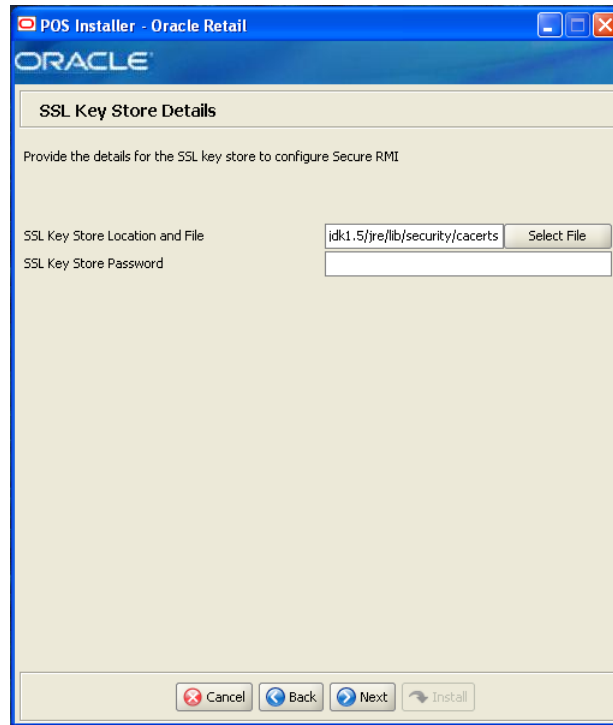 POS Installer - Oracle Retail
ORACLE
SSL Key Store Details
Provide the details for the SSL key store to configure Secure RMI
SSL Key Store Location and File jdk1.5/jre/lib/security/cacerts Select File
SSL Key Store Password
Cancel Back Next Install